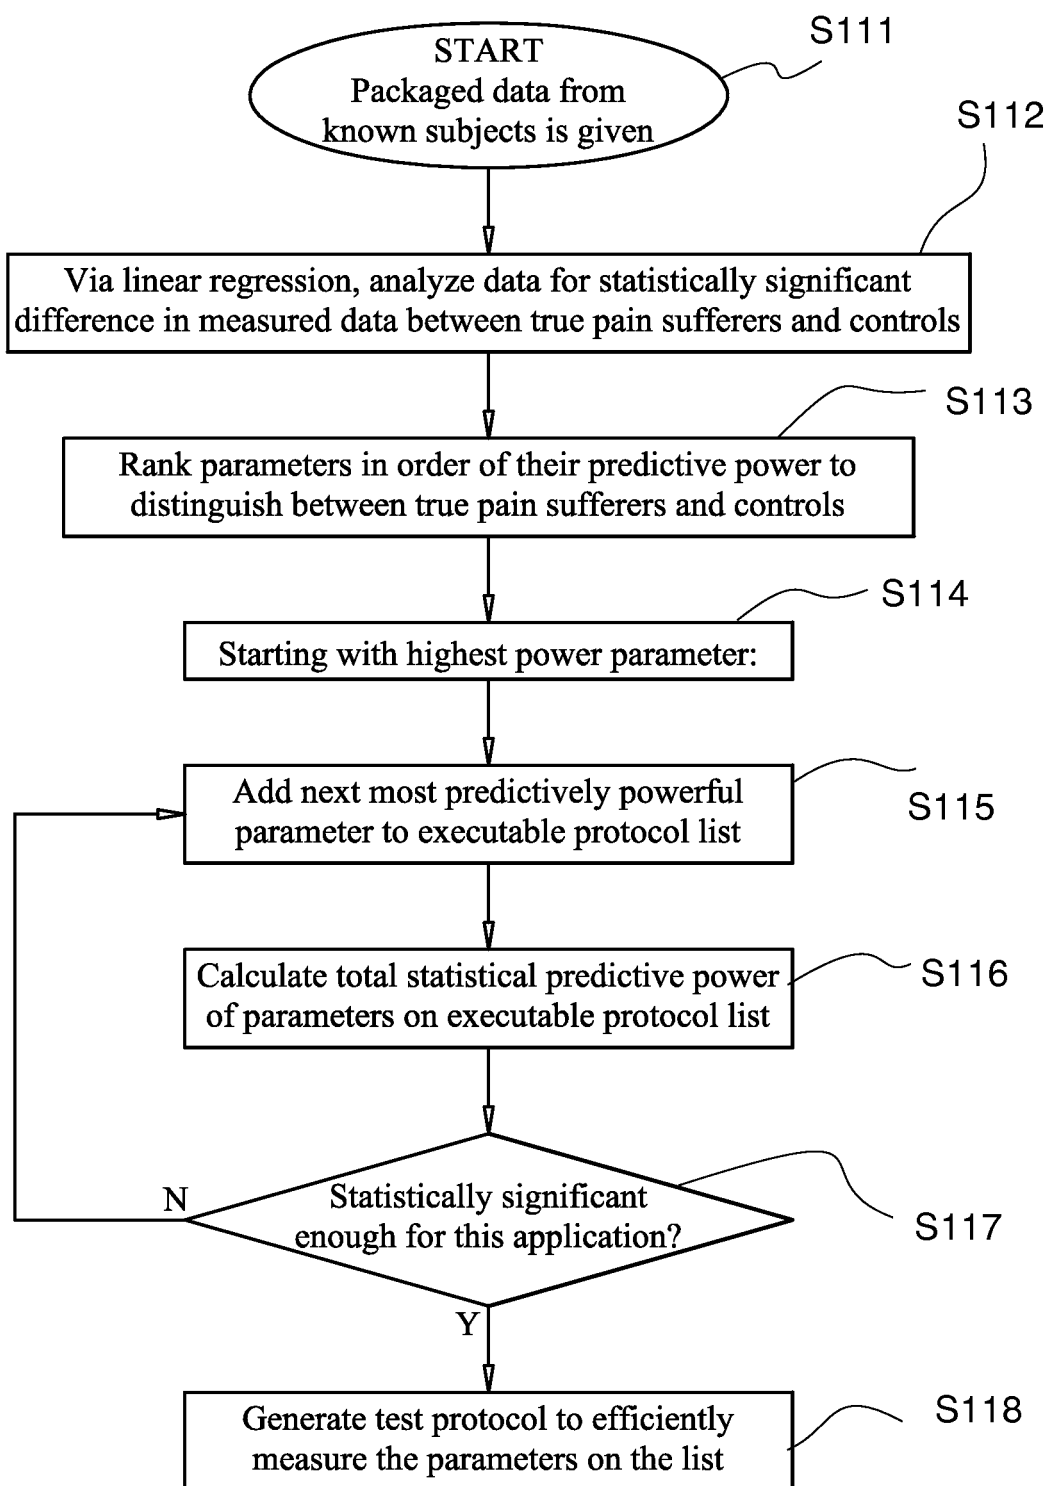 START
Packaged data from
known subjects is given
S111
S112
Via linear regression, analyze data for statistically significant
difference in measured data between true pain sufferers and controls
S113
Rank parameters in order of their predictive power to
distinguish between true pain sufferers and controls
S114
Starting with highest power parameter:
Add next most predictively powerful
parameter to executable protocol list
S115
Calculate total statistical predictive power
of parameters on executable protocol list
S116
N
Statistically significant
enough for this application?
S117
Y
Generate test protocol to efficiently
measure the parameters on the list
S118